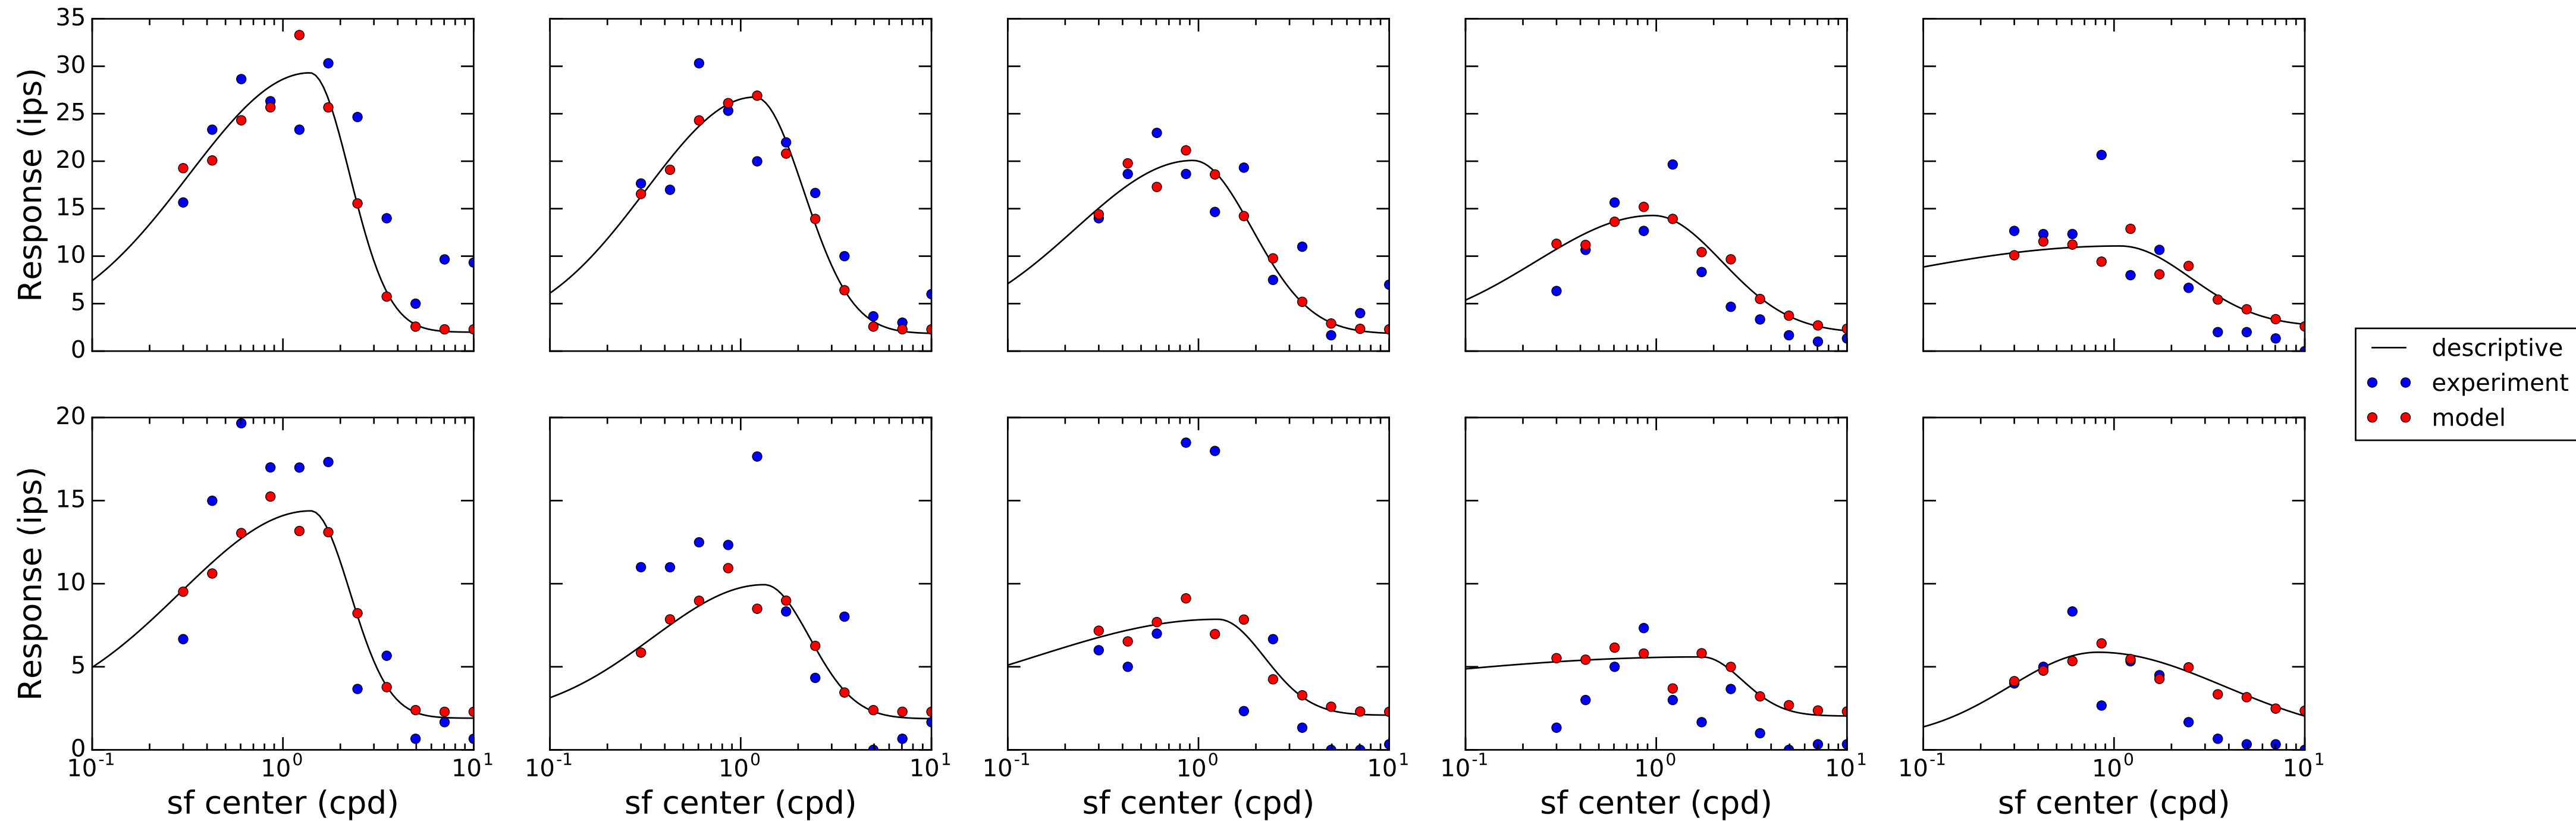 35
30
25
20
15
10
5
0
Response (ips)
descriptive
experiment
model
20
15
10
5
0
Response (ips)
10⁻¹ 10⁰ 10¹
10⁻¹ 10⁰ 10¹
10⁻¹ 10⁰ 10¹
10⁻¹ 10⁰ 10¹
10⁻¹ 10⁰ 10¹
sf center (cpd)
sf center (cpd)
sf center (cpd)
sf center (cpd)
sf center (cpd)